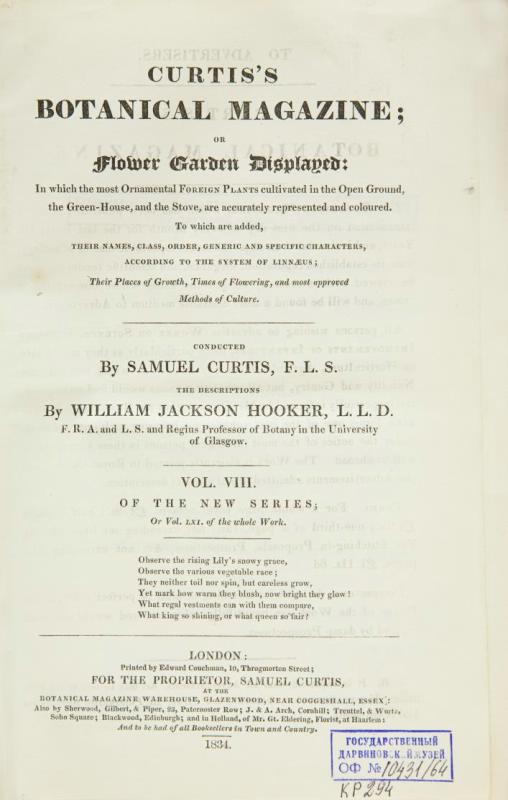 CURTIS'S
BOTANICAL MAGAZINE;
OR
Flower Garden Displayed:
In which the most Ornamental FOREIGN PLANTS cultivated in the Open Ground,
the Green-House, and the Stove, are accurately represented and coloured.
To which are added,
THEIR NAMES, CLASS, ORDER, GENERIC AND SPECIFIC CHARACTERS,
ACCORDING TO THE SYSTEM OF LINNÆUS;
Their Places of Growth, Times of Flowering, and most approved
Methods of Culture.
CONDUCTED
By SAMUEL CURTIS, F. L. S.
THE DESCRIPTIONS
By WILLIAM JACKSON HOOKER, L. L. D.
F. R. A. and L. S. and Regius Professor of Botany in the University
of Glasgow.
VOL. VIII.
OF THE NEW SERIES;
Or Vol. LXI. of the whole Work.
Observe the rising Lily's snowy grace,
Observe the various vegetable race;
They neither toil nor spin, but careless grow,
Yet mark how warm they blush, how bright they glow!
What regal vestments can with them compare,
What king so shining, or what queen so fair?
LONDON:
Printed by Edward Couchman, 10, Throgmorton Street;
FOR THE PROPRIETOR, SAMUEL CURTIS,
AT THE
BOTANICAL MAGAZINE WAREHOUSE, GLAZENWOOD, NEAR COGGESHALL, ESSEX:
Also by Sherwood, Gilbert, & Piper, 23, Paternoster Row; J. & A. Arch, Cornhill; Treuttel, & Wurtz,
Soho Square; Blackwood, Edinburgh; and in Holland, of Mr. Gt. Eldering, Florist, at Haarlem:
And to be had of all Booksellers in Town and Country.
1834.
ГОСУДАРСТВЕННЫЙ
ДАРВИНОВСКИЙ МУЗЕЙ
ОФ № 10431/64
КР 294